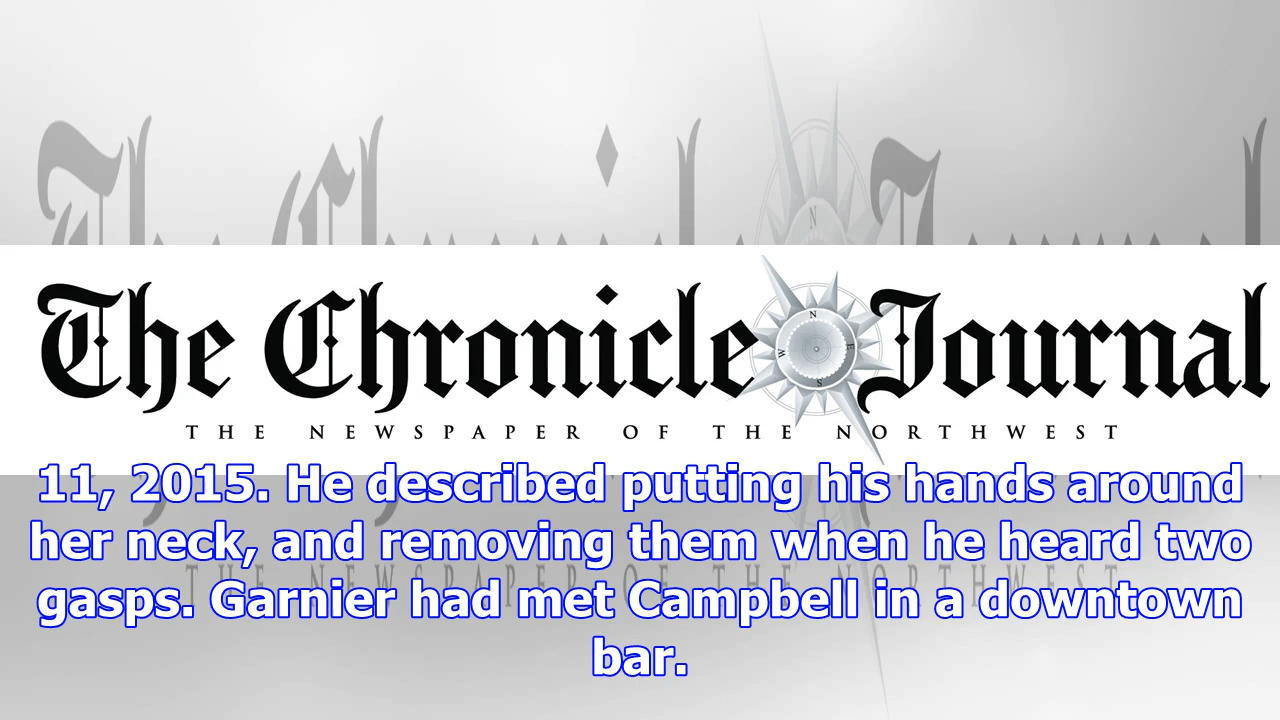 The Chronicle Journal
THE NEWSPAPER OF THE NORTHWEST
11, 2015. He described putting his hands around
her neck, and removing them when he heard two
gasps. Garnier had met Campbell in a downtown
bar.